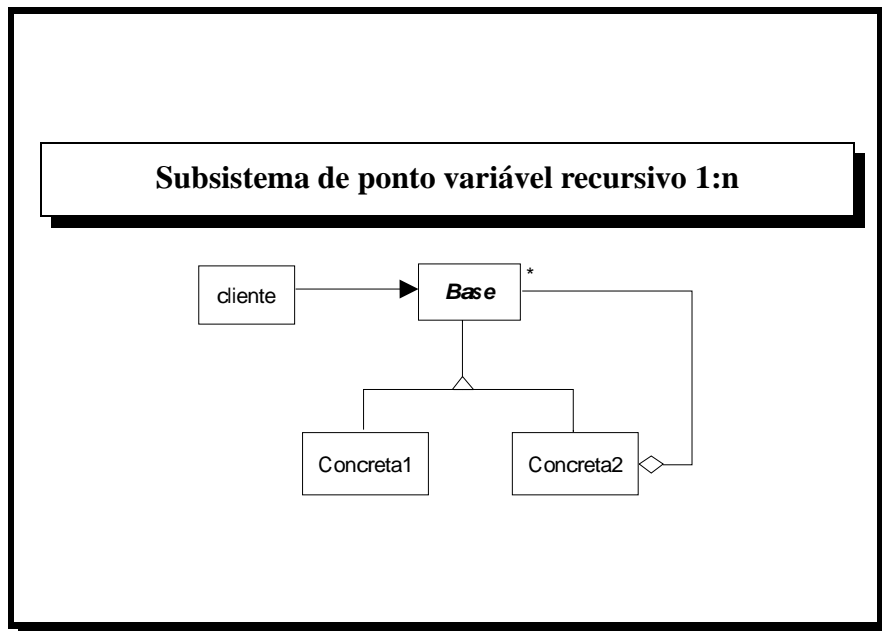 Subsistema de ponto variável recursivo 1:n
cliente
Base
*
Concreta1
Concreta2